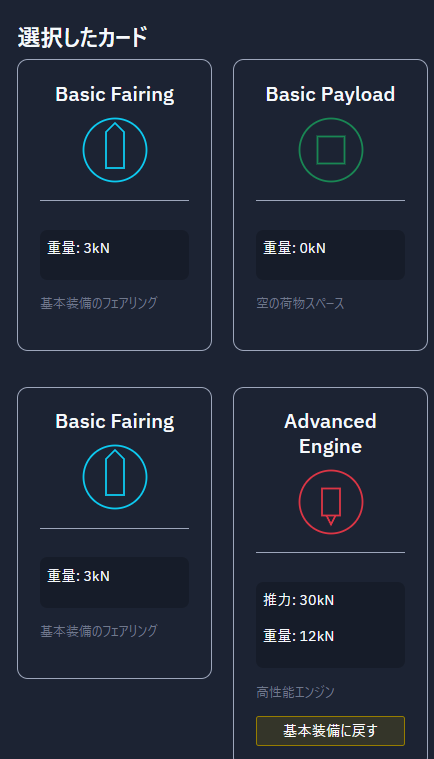 選択したカード
Basic Fairing
重量: 3kN
基本装備のフェアリング
Basic Payload
重量: 0kN
空の荷物スペース
Basic Fairing
重量: 3kN
基本装備のフェアリング
Advanced
Engine
推力: 30kN
重量: 12kN
高性能エンジン
基本装備に戻す